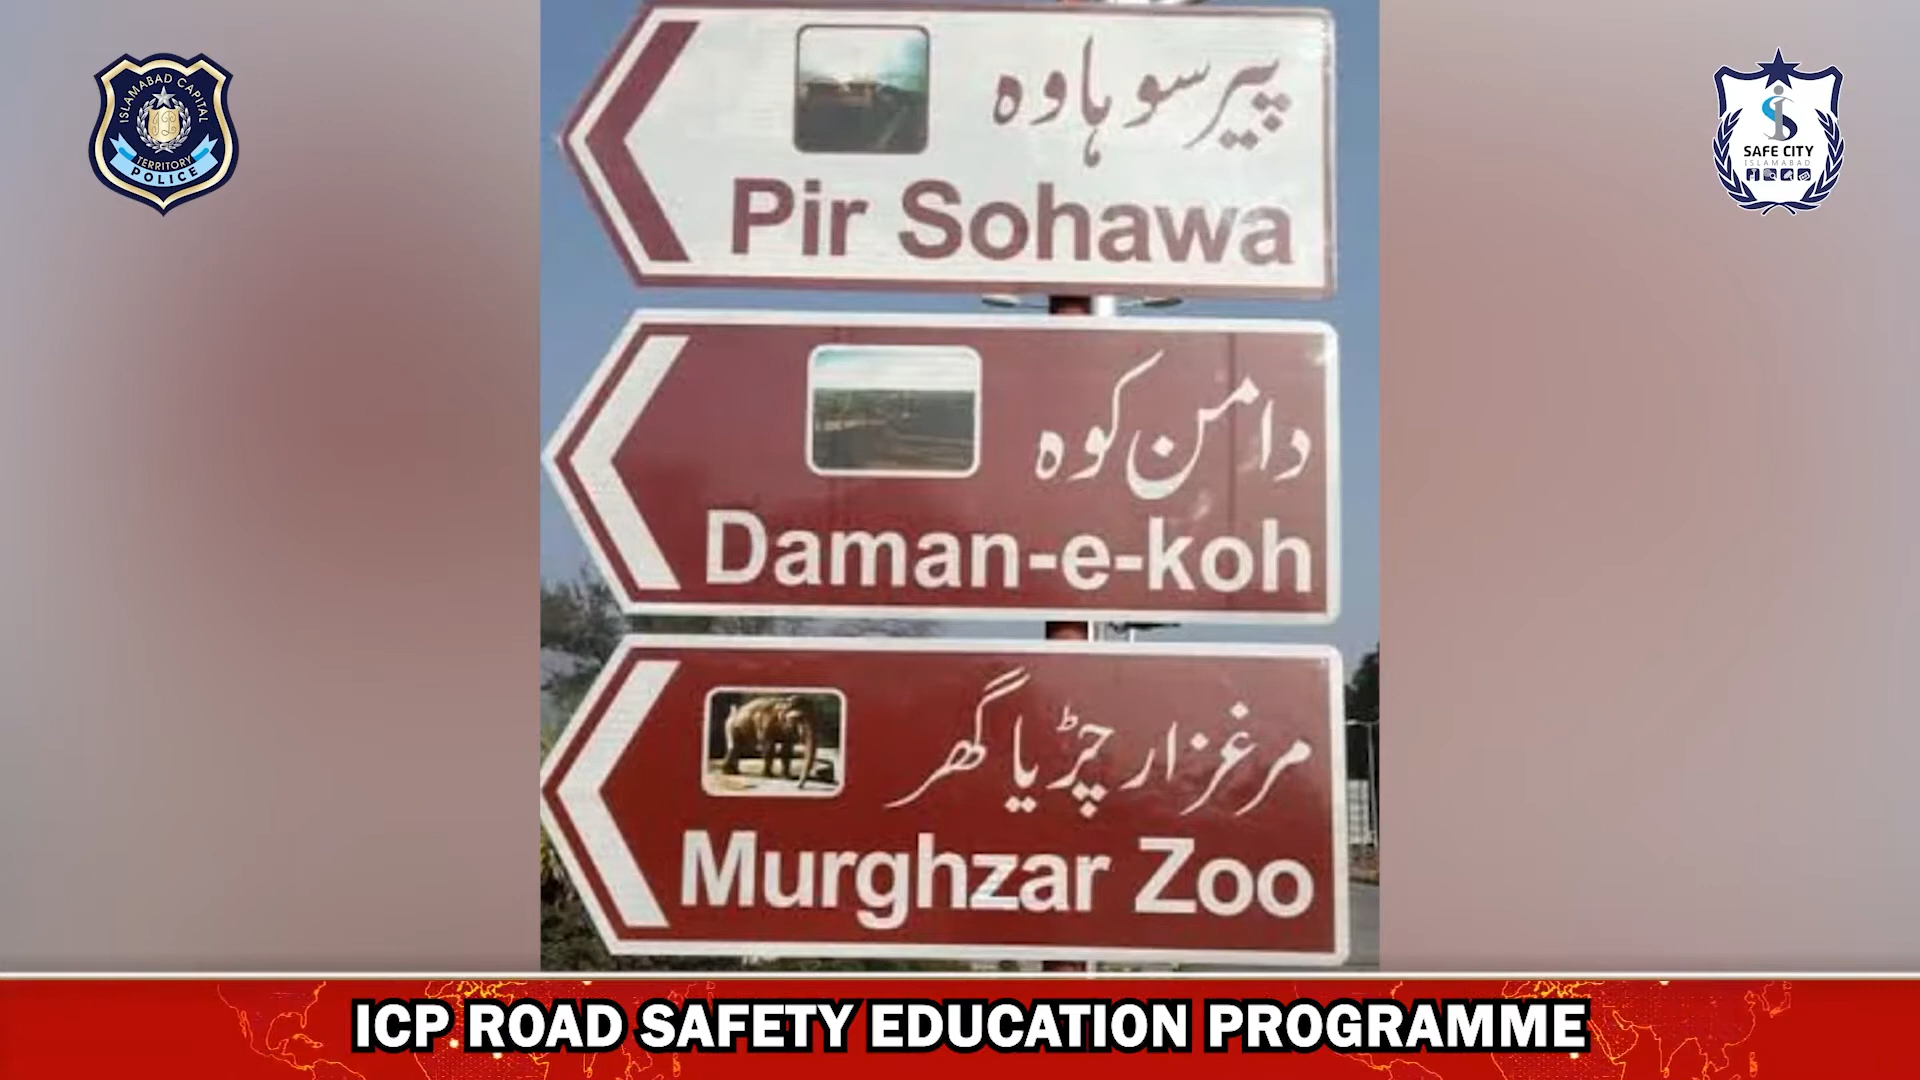 ISLAMABAD CAPITAL
TERRITORY
POLICE
SAFE CITY
ISLAMABAD
پیر سوہاوہ
Pir Sohawa
دامن کوہ
Daman-e-koh
مرغزار چڑیا گھر
Murghzar Zoo
ICP ROAD SAFETY EDUCATION PROGRAMME